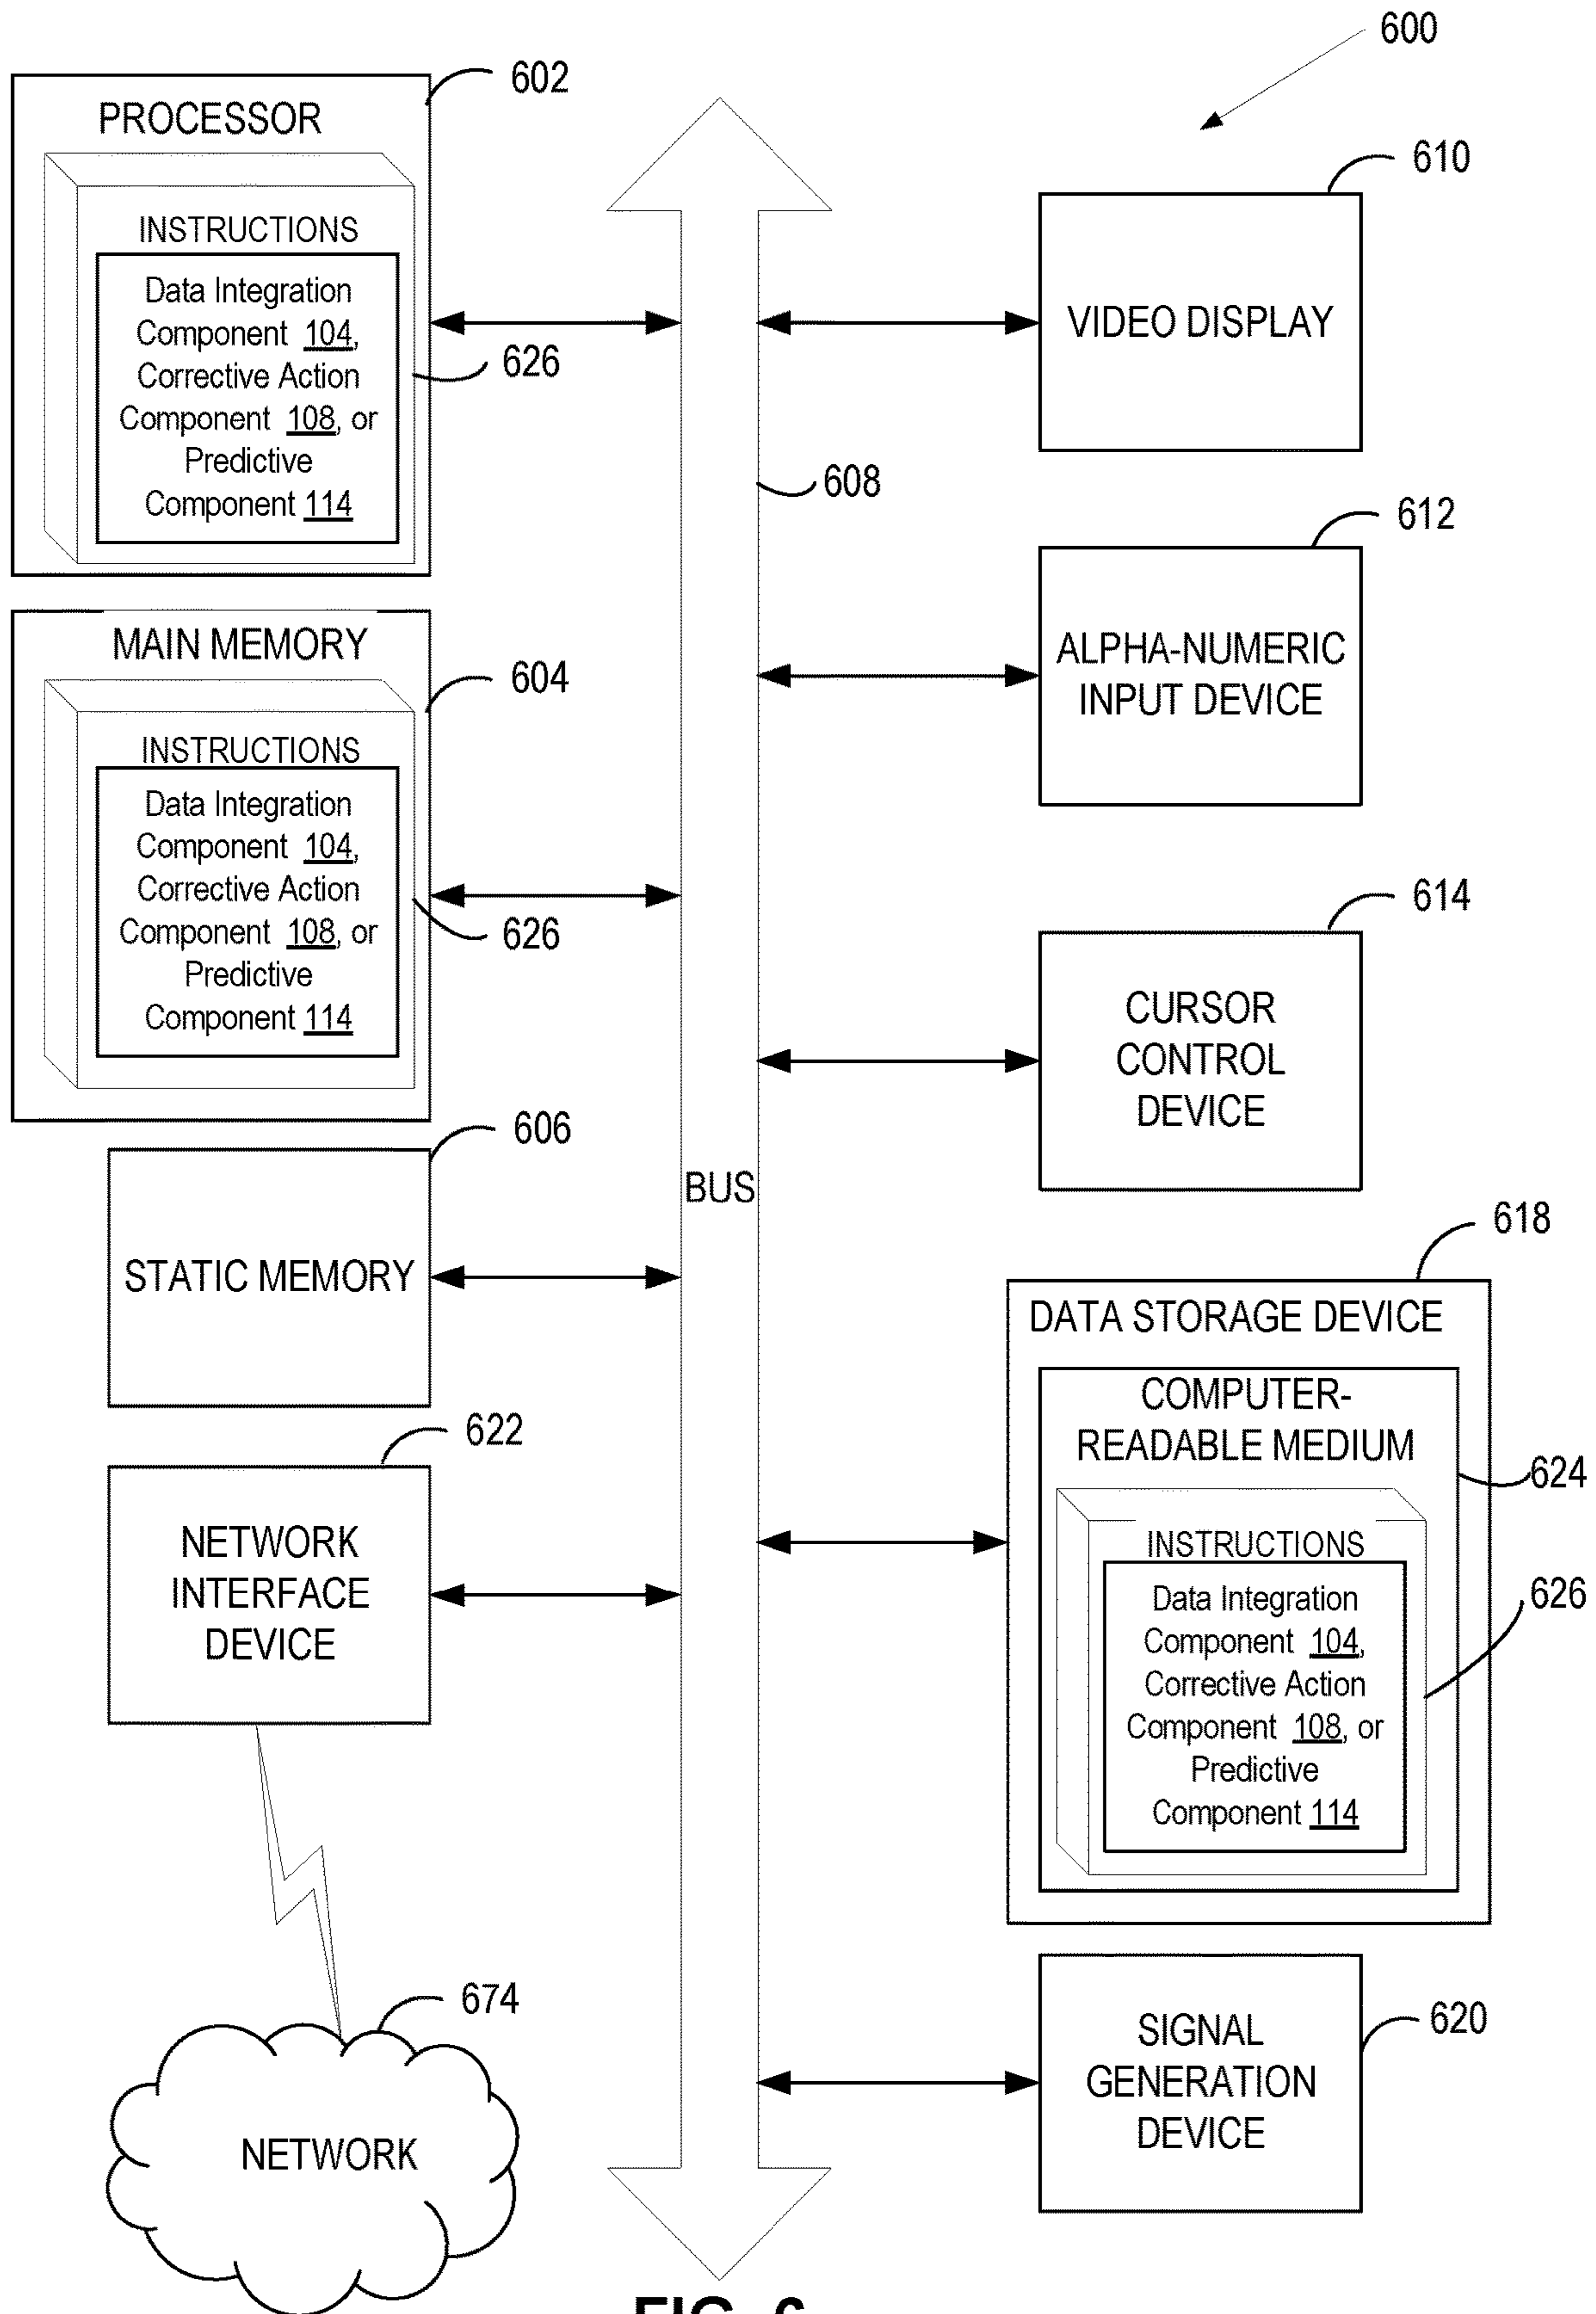 600
602
PROCESSOR
INSTRUCTIONS
Data Integration
Component 104,
Corrective Action
Component 108, or
Predictive
Component 114
626
MAIN MEMORY
604
INSTRUCTIONS
Data Integration
Component 104,
Corrective Action
Component 108, or
Predictive
Component 114
626
606
STATIC MEMORY
622
NETWORK
INTERFACE
DEVICE
674
NETWORK
608
BUS
610
VIDEO DISPLAY
612
ALPHA-NUMERIC
INPUT DEVICE
614
CURSOR
CONTROL
DEVICE
618
DATA STORAGE DEVICE
COMPUTER-
READABLE MEDIUM
624
INSTRUCTIONS
626
Data Integration
Component 104,
Corrective Action
Component 108, or
Predictive
Component 114
620
SIGNAL
GENERATION
DEVICE
FIG. 6